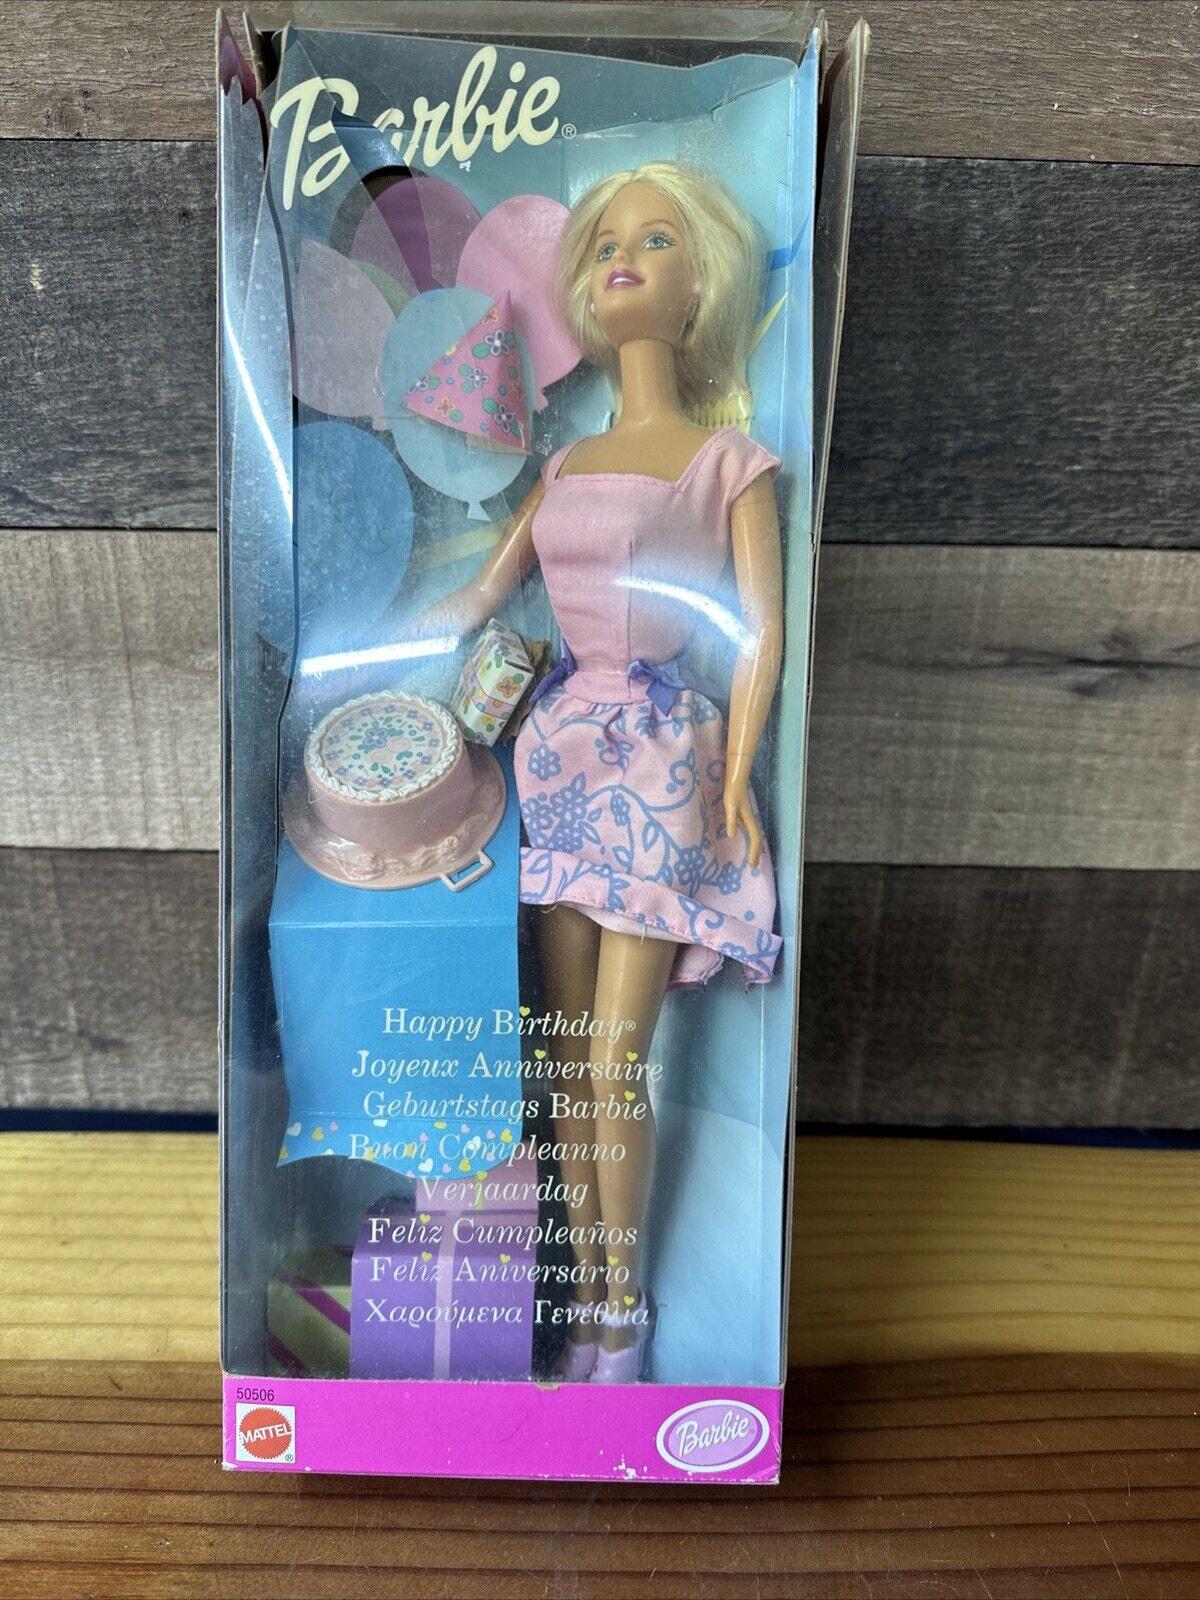 Barbie®
Happy Birthday®
Joyeux Anniversaire
Geburtstags Barbie
Buon Compleanno
Verjaardag
Feliz Cumpleaños
Feliz Aniversário
Χαρούμενα Γενέθλια
50506
MATTEL®
Barbie